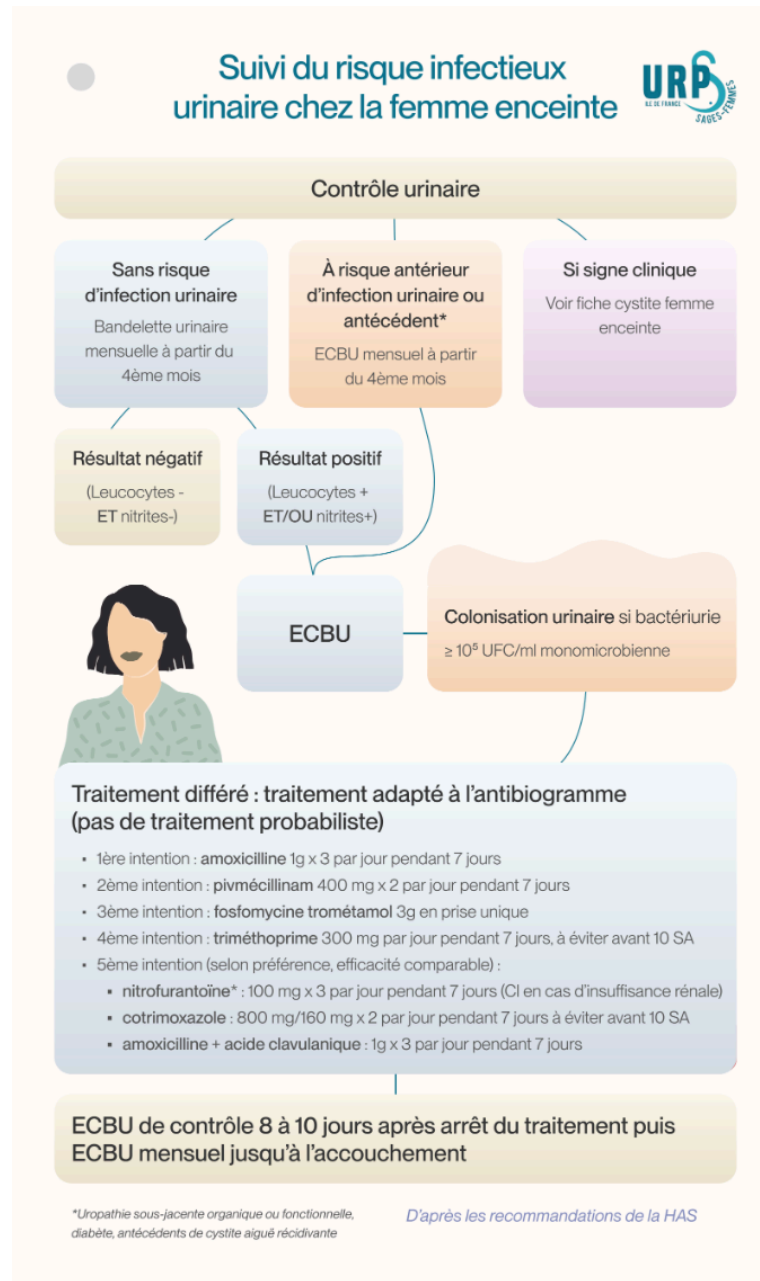 Suivi du risque infectieux
urinaire chez la femme enceinte
URPS
ILE DE FRANCE
SAGES-FEMMES
Contrôle urinaire
Sans risque
d'infection urinaire
Bandelette urinaire
mensuelle à partir du
4ème mois
À risque antérieur
d'infection urinaire ou
antécédent*
ECBU mensuel à partir
du 4ème mois
Si signe clinique
Voir fiche cystite femme
enceinte
Résultat négatif
(Leucocytes -
ET nitrites-)
Résultat positif
(Leucocytes +
ET/OU nitrites+)
ECBU
Colonisation urinaire si bactériurie
≥ 10⁵ UFC/ml monomicrobienne
Traitement différé : traitement adapté à l'antibiogramme
(pas de traitement probabiliste)
▪ 1ère intention : amoxicilline 1g x 3 par jour pendant 7 jours
▪ 2ème intention : pivmécillinam 400 mg x 2 par jour pendant 7 jours
▪ 3ème intention : fosfomycine trométamol 3g en prise unique
▪ 4ème intention : triméthoprime 300 mg par jour pendant 7 jours, à éviter avant 10 SA
▪ 5ème intention (selon préférence, efficacité comparable) :
▪ nitrofurantoïne* : 100 mg x 3 par jour pendant 7 jours (CI en cas d'insuffisance rénale)
▪ cotrimoxazole : 800 mg/160 mg x 2 par jour pendant 7 jours à éviter avant 10 SA
▪ amoxicilline + acide clavulanique : 1g x 3 par jour pendant 7 jours
ECBU de contrôle 8 à 10 jours après arrêt du traitement puis
ECBU mensuel jusqu'à l'accouchement
*Uropathie sous-jacente organique ou fonctionnelle,
diabète, antécédents de cystite aiguë récidivante
D'après les recommandations de la HAS